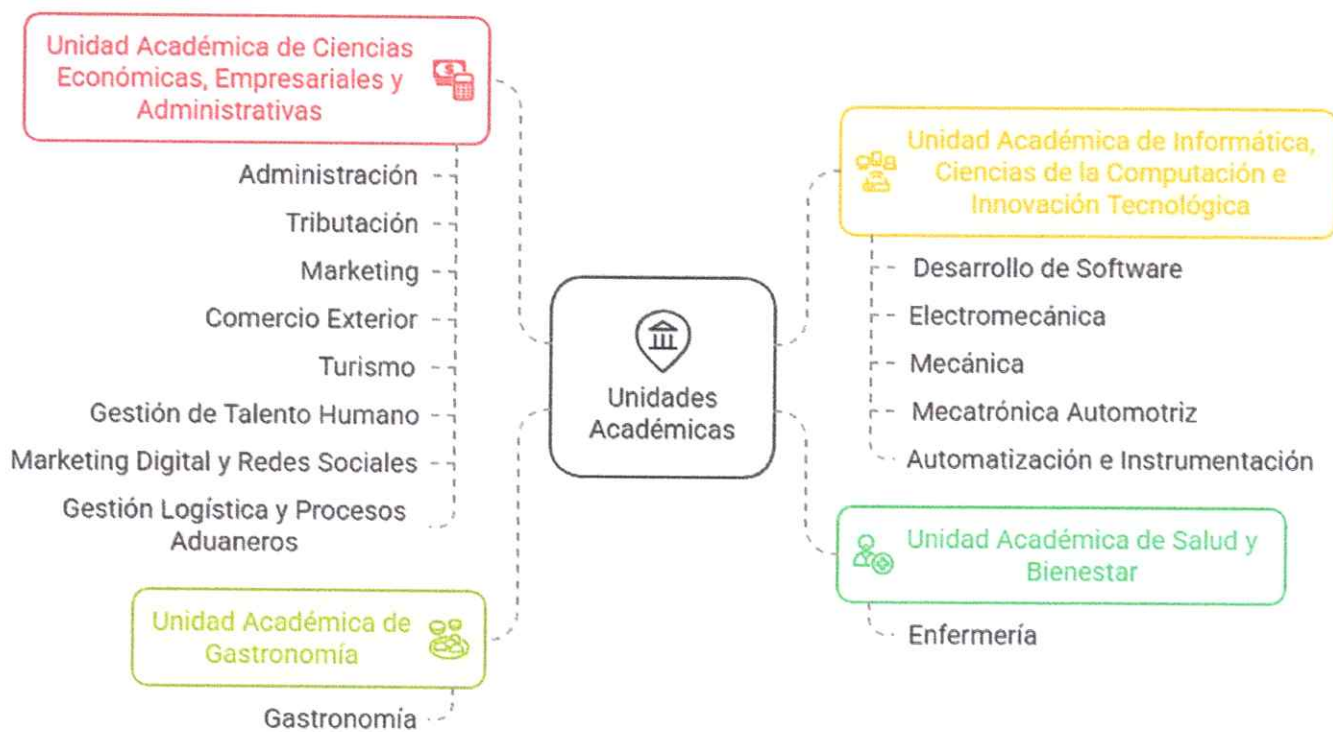 Unidad Académica de Ciencias
Económicas, Empresariales y
Administrativas
Administración
Tributación
Marketing
Comercio Exterior
Turismo
Gestión de Talento Humano
Marketing Digital y Redes Sociales
Gestión Logística y Procesos
Aduaneros
Unidad Académica de
Gastronomía
Gastronomía
Unidades
Académicas
Unidad Académica de Informática,
Ciencias de la Computación e
Innovación Tecnológica
Desarrollo de Software
Electromecánica
Mecánica
Mecatrónica Automotriz
Automatización e Instrumentación
Unidad Académica de Salud y
Bienestar
Enfermería